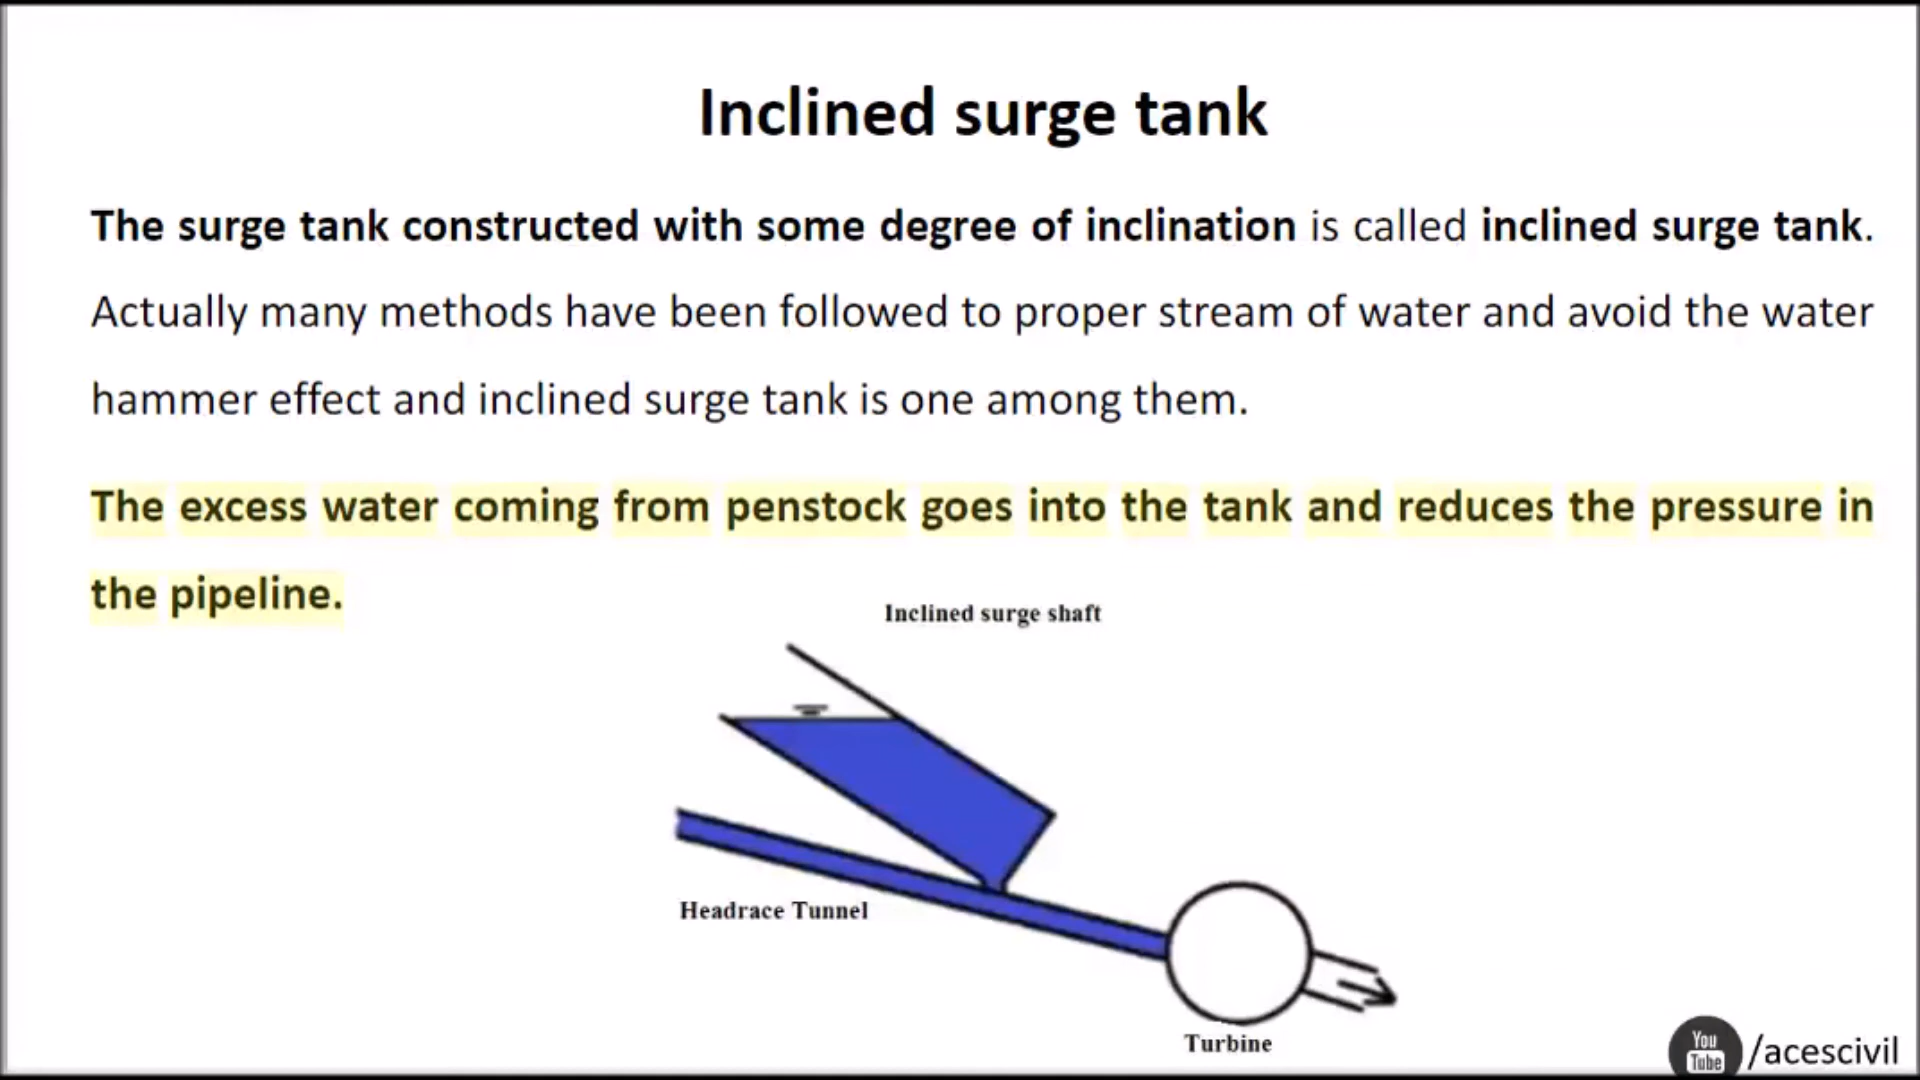 Inclined surge tank
The surge tank constructed with some degree of inclination is called inclined surge tank.
Actually many methods have been followed to proper stream of water and avoid the water
hammer effect and inclined surge tank is one among them.
The excess water coming from penstock goes into the tank and reduces the pressure in
the pipeline.
Inclined surge shaft
Headrace Tunnel
Turbine
You
Tube
/acescivil